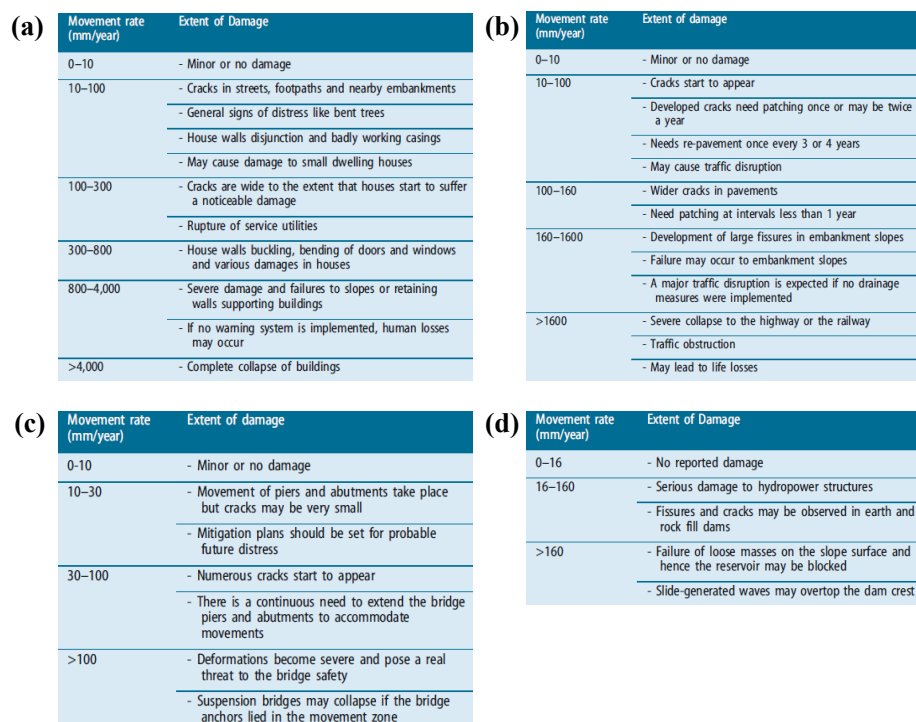 (a)
Movement rate Extent of Damage
(mm/year)
0–10 - Minor or no damage
10–100 - Cracks in streets, footpaths and nearby embankments
- General signs of distress like bent trees
- House walls disjunction and badly working casings
- May cause damage to small dwelling houses
100–300 - Cracks are wide to the extent that houses start to suffer
a noticeable damage
- Rupture of service utilities
300–800 - House walls buckling, bending of doors and windows
and various damages in houses
800–4,000 - Severe damage and failures to slopes or retaining
walls supporting buildings
- If no warning system is implemented, human losses
may occur
>4,000 - Complete collapse of buildings
(b)
Movement rate Extent of damage
(mm/year)
0–10 - Minor or no damage
10–100 - Cracks start to appear
- Developed cracks need patching once or may be twice
a year
- Needs re-pavement once every 3 or 4 years
- May cause traffic disruption
100–160 - Wider cracks in pavements
- Need patching at intervals less than 1 year
160–1600 - Development of large fissures in embankment slopes
- Failure may occur to embankment slopes
- A major traffic disruption is expected if no drainage
measures were implemented
>1600 - Severe collapse to the highway or the railway
- Traffic obstruction
- May lead to life losses
(c)
Movement rate Extent of damage
(mm/year)
0-10 - Minor or no damage
10–30 - Movement of piers and abutments take place
but cracks may be very small
- Mitigation plans should be set for probable
future distress
30–100 - Numerous cracks start to appear
- There is a continuous need to extend the bridge
piers and abutments to accommodate
movements
>100 - Deformations become severe and pose a real
threat to the bridge safety
- Suspension bridges may collapse if the bridge
anchors lied in the movement zone
(d)
Movement rate Extent of Damage
(mm/year)
0–16 - No reported damage
16–160 - Serious damage to hydropower structures
- Fissures and cracks may be observed in earth and
rock fill dams
>160 - Failure of loose masses on the slope surface and
hence the reservoir may be blocked
- Slide-generated waves may overtop the dam crest